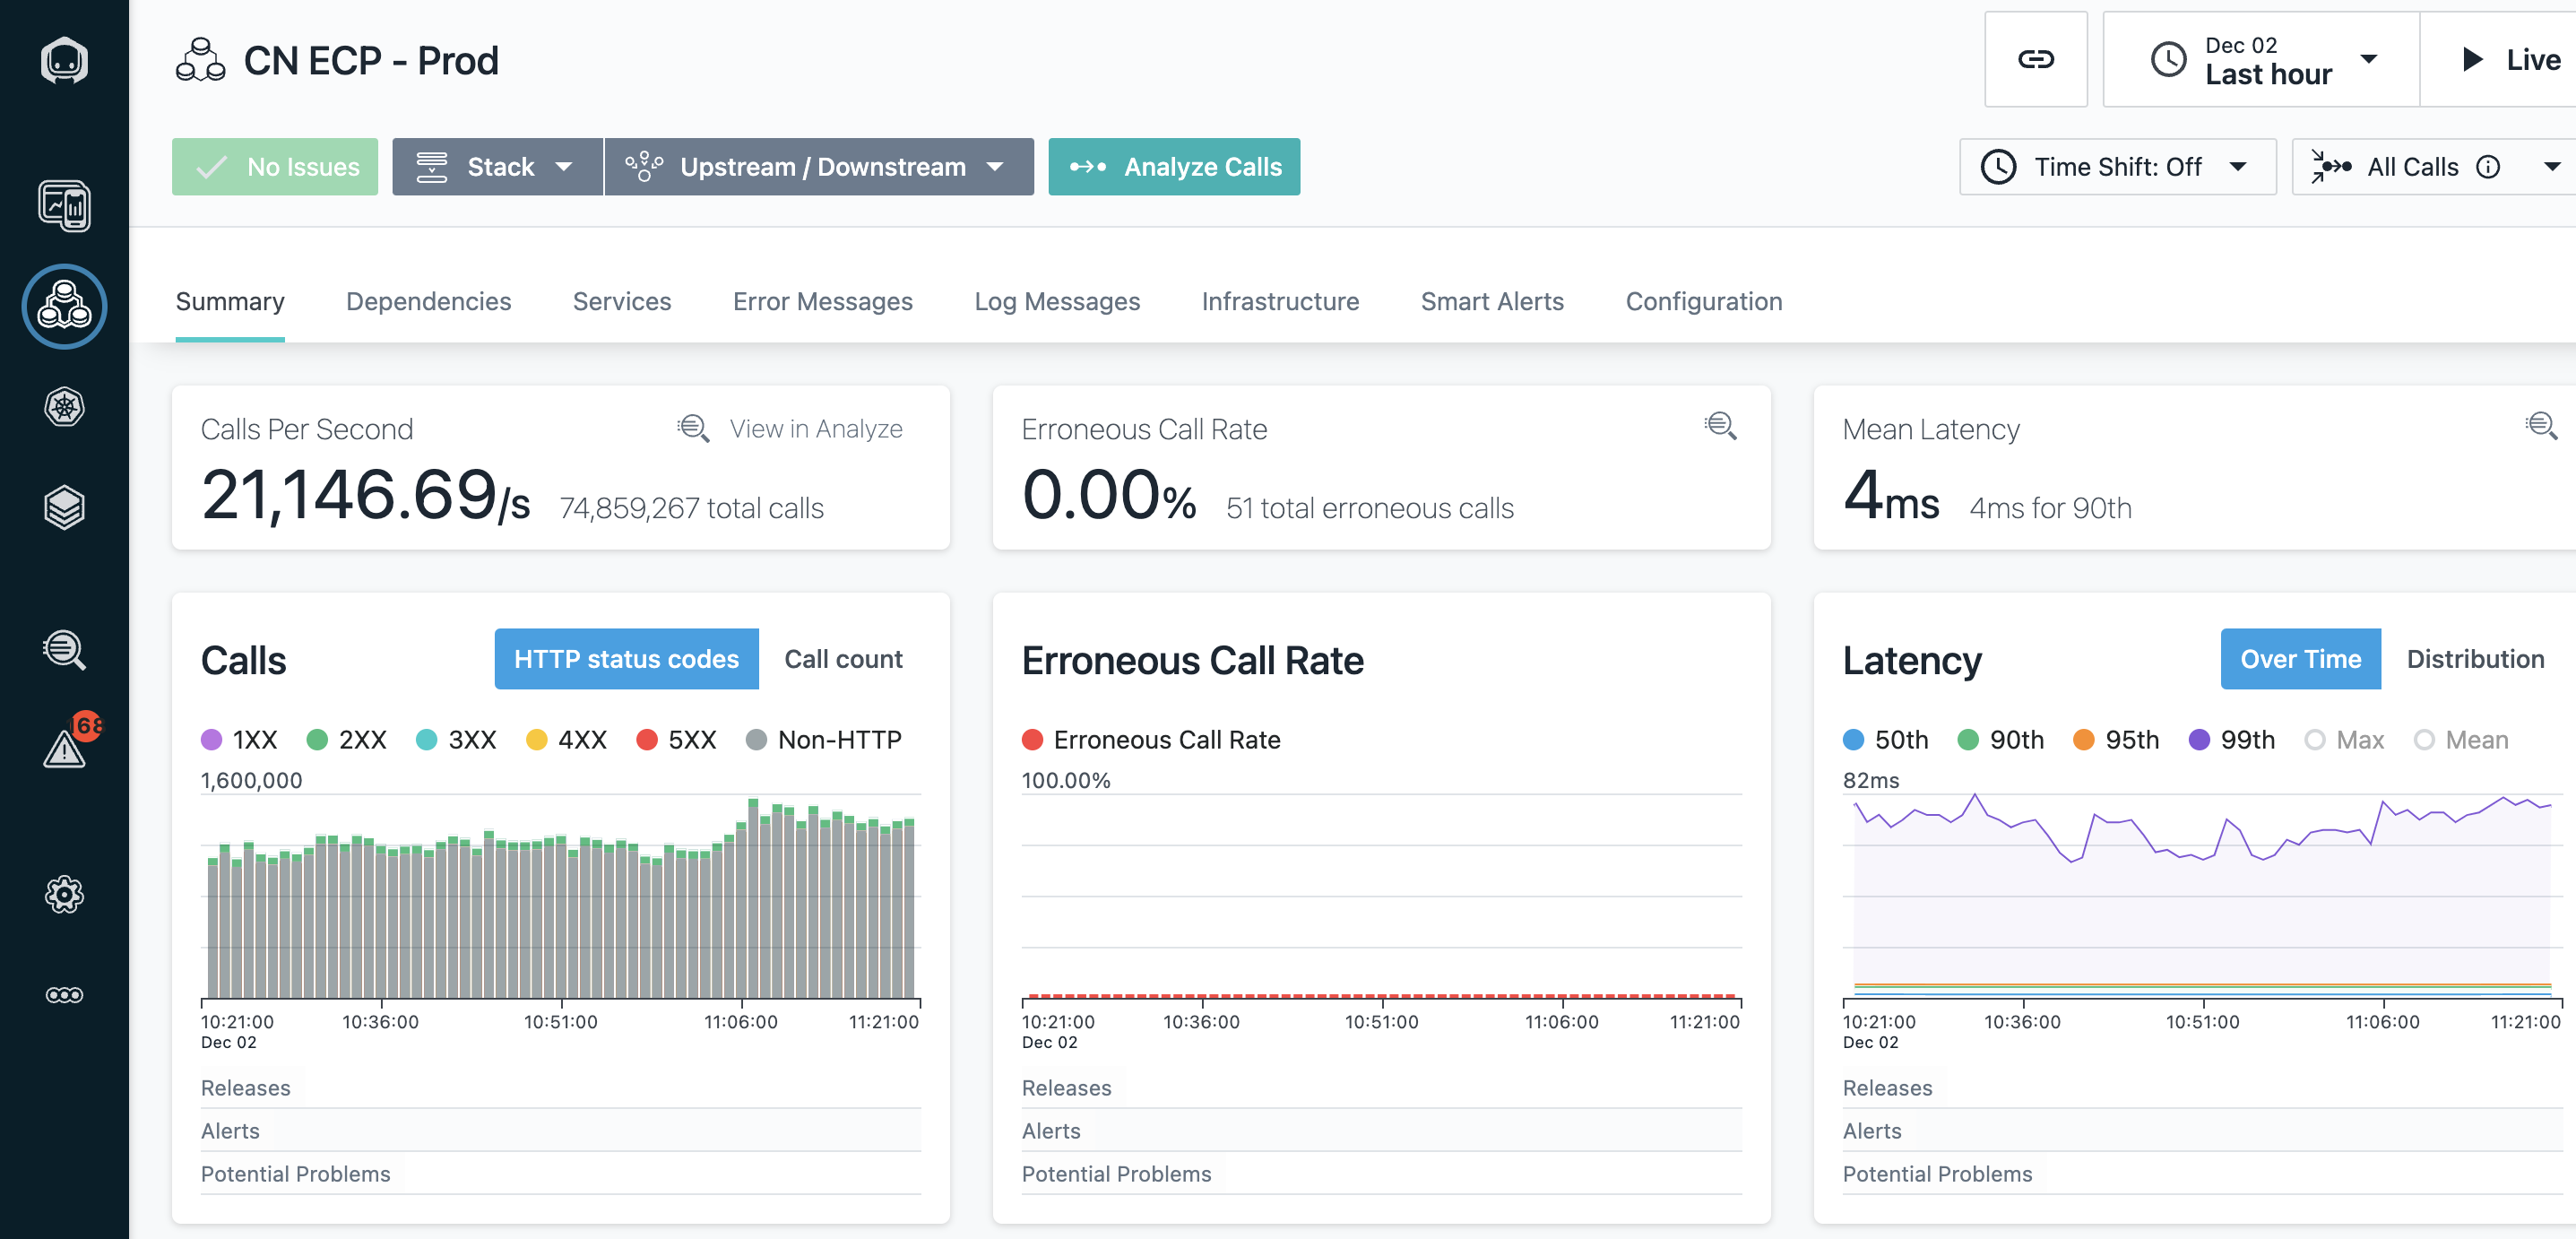 CN ECP - Prod
Dec 02
Last hour
Live
No Issues
Stack
Upstream / Downstream
Analyze Calls
Time Shift: Off
All Calls
Summary
Dependencies
Services
Error Messages
Log Messages
Infrastructure
Smart Alerts
Configuration
Calls Per Second
View in Analyze
21,146.69/s
74,859,267 total calls
Erroneous Call Rate
0.00%
51 total erroneous calls
Mean Latency
4ms
4ms for 90th
168
Calls
HTTP status codes
Call count
1XX
2XX
3XX
4XX
5XX
Non-HTTP
1,600,000
10:21:00
Dec 02
10:36:00
10:51:00
11:06:00
11:21:00
Releases
Alerts
Potential Problems
Erroneous Call Rate
Erroneous Call Rate
100.00%
10:21:00
Dec 02
10:36:00
10:51:00
11:06:00
11:21:00
Releases
Alerts
Potential Problems
Latency
Over Time
Distribution
50th
90th
95th
99th
Max
Mean
82ms
10:21:00
Dec 02
10:36:00
10:51:00
11:06:00
11:21:00
Releases
Alerts
Potential Problems